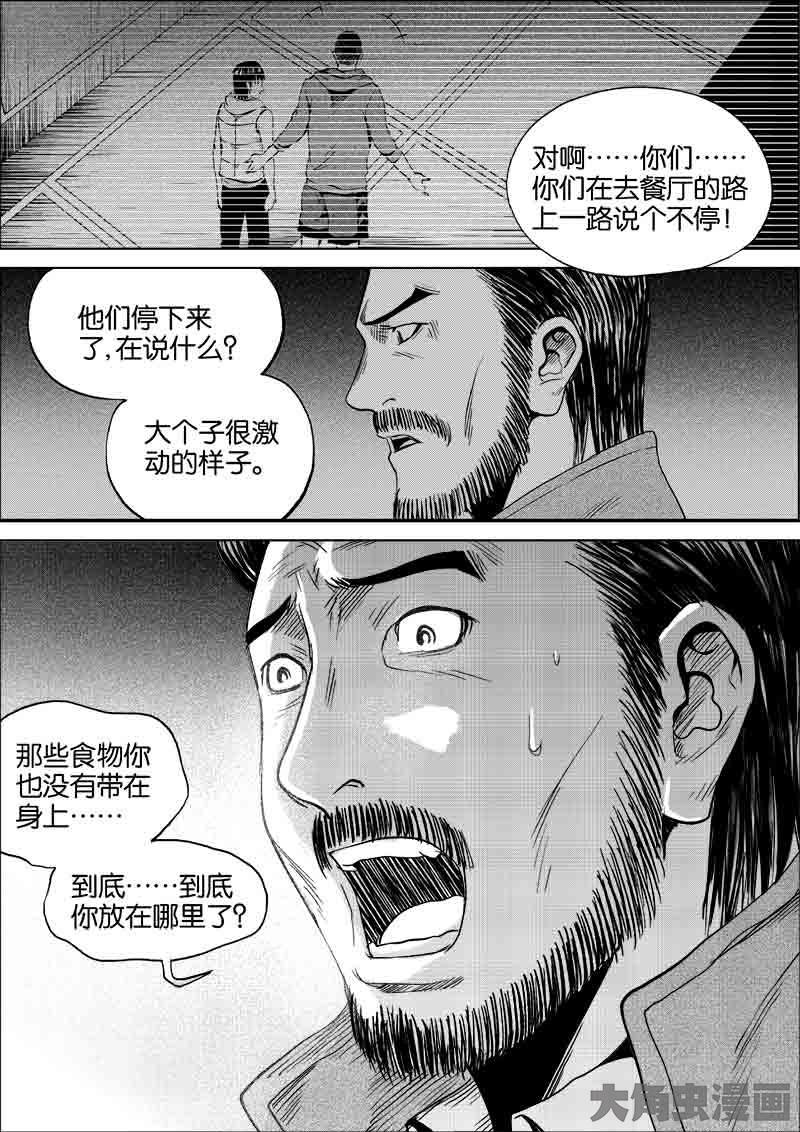 对啊……你们……
你们在去餐厅的路
上一路说个不停！
他们停下来
了，在说什么？
大个子很激
动的样子。
那些食物你
也没有带在
身上……
到底……到底
你放在哪里了？
大角虫漫画